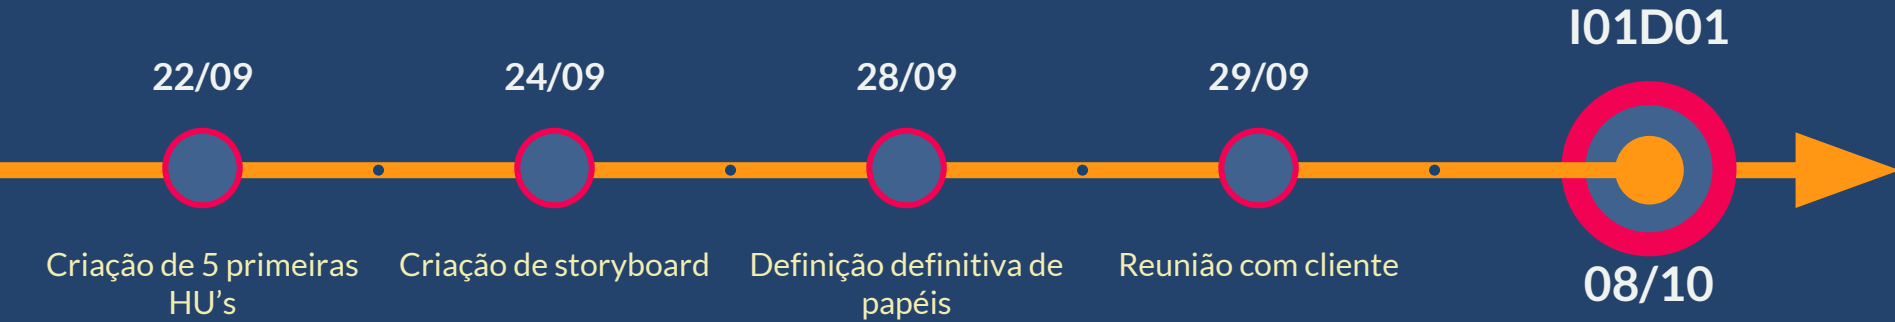 I01D01
22/09
24/09
28/09
29/09
Criação de 5 primeiras
HU’s
Criação de storyboard
Definição definitiva de
papéis
Reunião com cliente
08/10